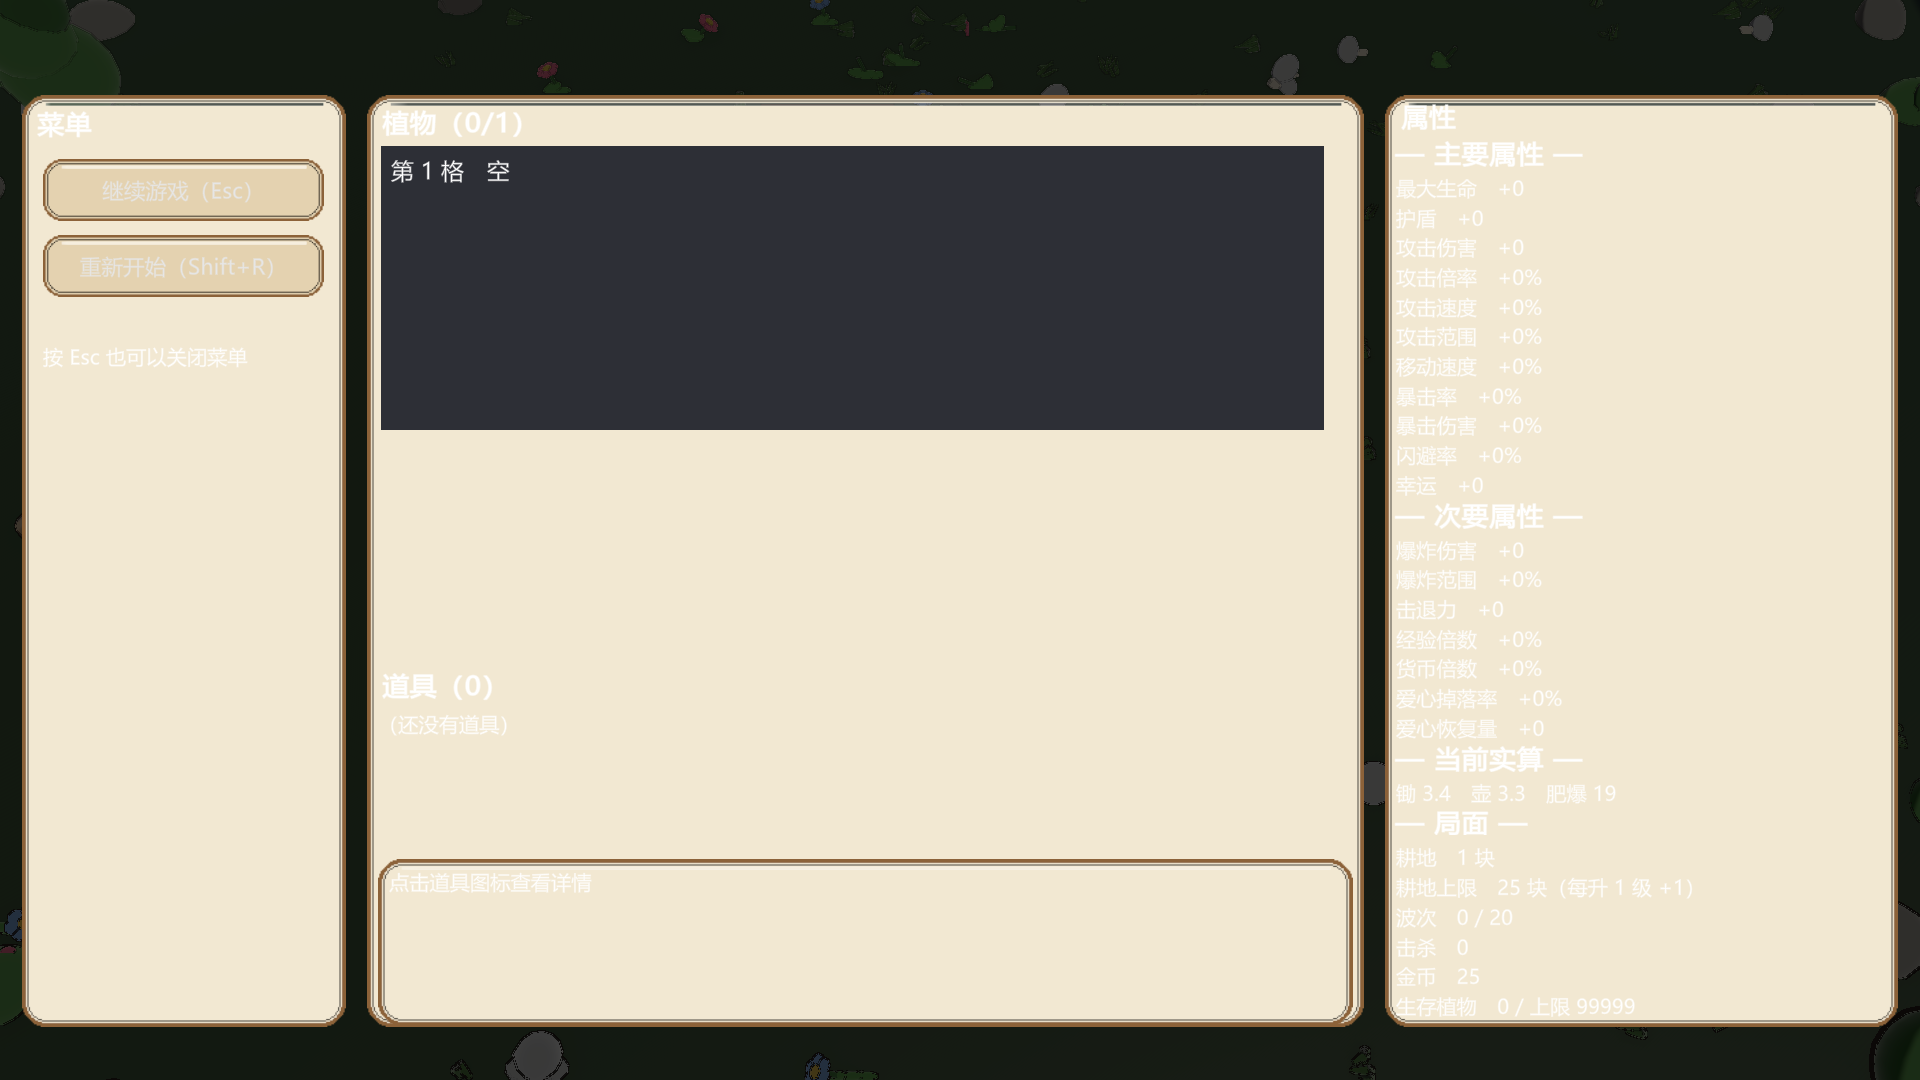 菜单
继续游戏（Esc）
重新开始（Shift+R）
按 Esc 也可以关闭菜单
植物（0/1）
第 1 格　空
道具（0）
（还没有道具）
点击道具图标查看详情
属性
— 主要属性 —
最大生命　+0
护盾　+0
攻击伤害　+0
攻击倍率　+0%
攻击速度　+0%
攻击范围　+0%
移动速度　+0%
暴击率　+0%
暴击伤害　+0%
闪避率　+0%
幸运　+0
— 次要属性 —
爆炸伤害　+0
爆炸范围　+0%
击退力　+0
经验倍数　+0%
货币倍数　+0%
爱心掉落率　+0%
爱心恢复量　+0
— 当前实算 —
锄 3.4　壶 3.3　肥爆 19
— 局面 —
耕地　1 块
耕地上限　25 块（每升 1 级 +1）
波次　0 / 20
击杀　0
金币　25
生存植物　0 / 上限 99999